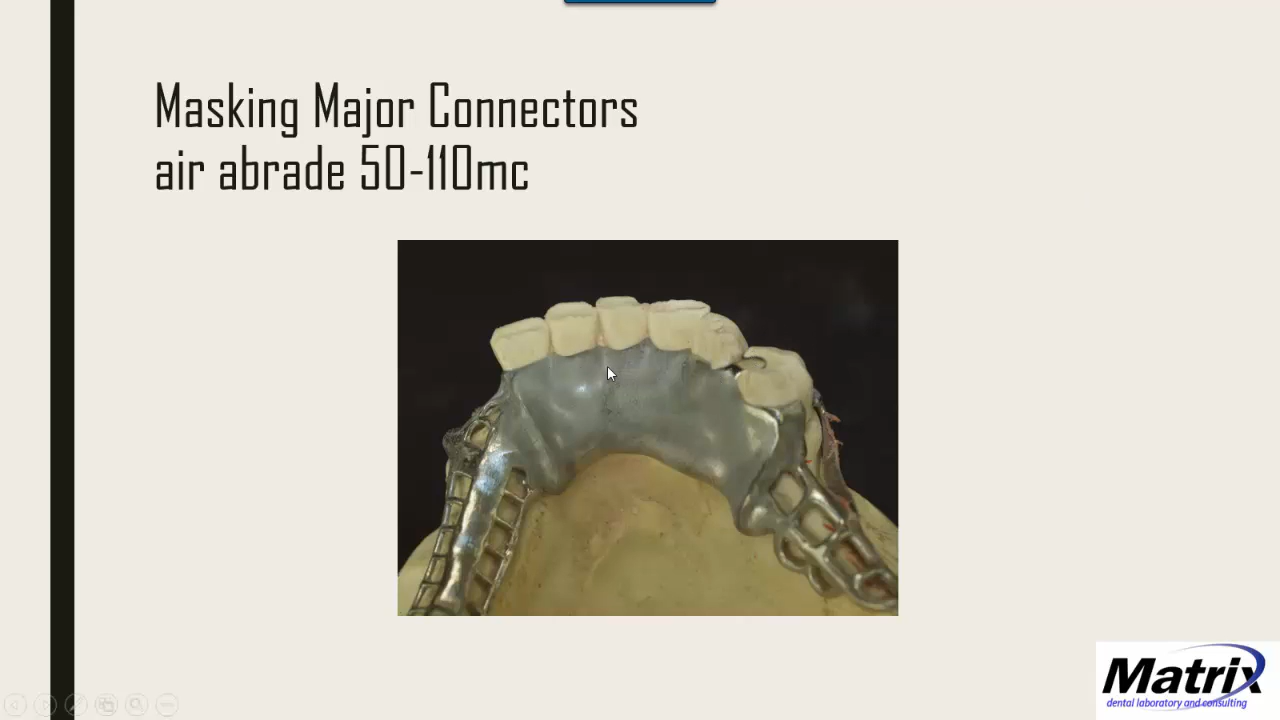 Masking Major Connectors
air abrade 50-110mc
Matrix
dental laboratory and consulting